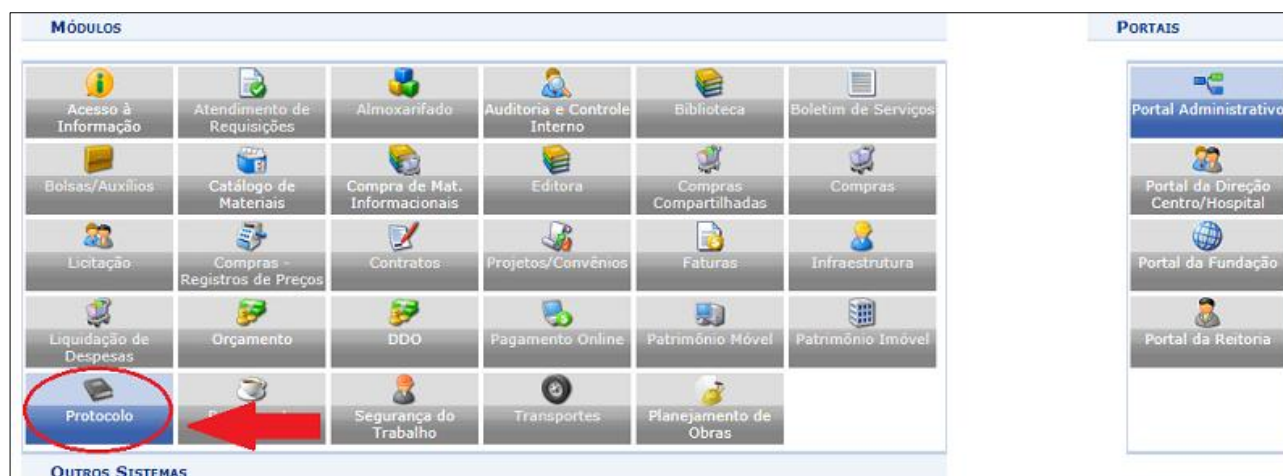 MÓDULOS
PORTAIS
Acesso à
Informação
Atendimento de
Requisições
Almoxarifado
Auditoria e Controle
Interno
Biblioteca
Boletim de Serviços
Portal Administrativo
Bolsas/Auxílios
Catálogo de
Materiais
Compra de Mat.
Informacionais
Editora
Compras
Compartilhadas
Compras
Portal da Direção
Centro/Hospital
Licitação
Compras -
Registros de Preços
Contratos
Projetos/Convênios
Faturas
Infraestrutura
Portal da Fundação
Liquidação de
Despesas
Orçamento
DDO
Pagamento Online
Patrimônio Móvel
Patrimônio Imóvel
Portal da Reitoria
Protocolo
Segurança do
Trabalho
Transportes
Planejamento de
Obras
OUTROS SISTEMAS